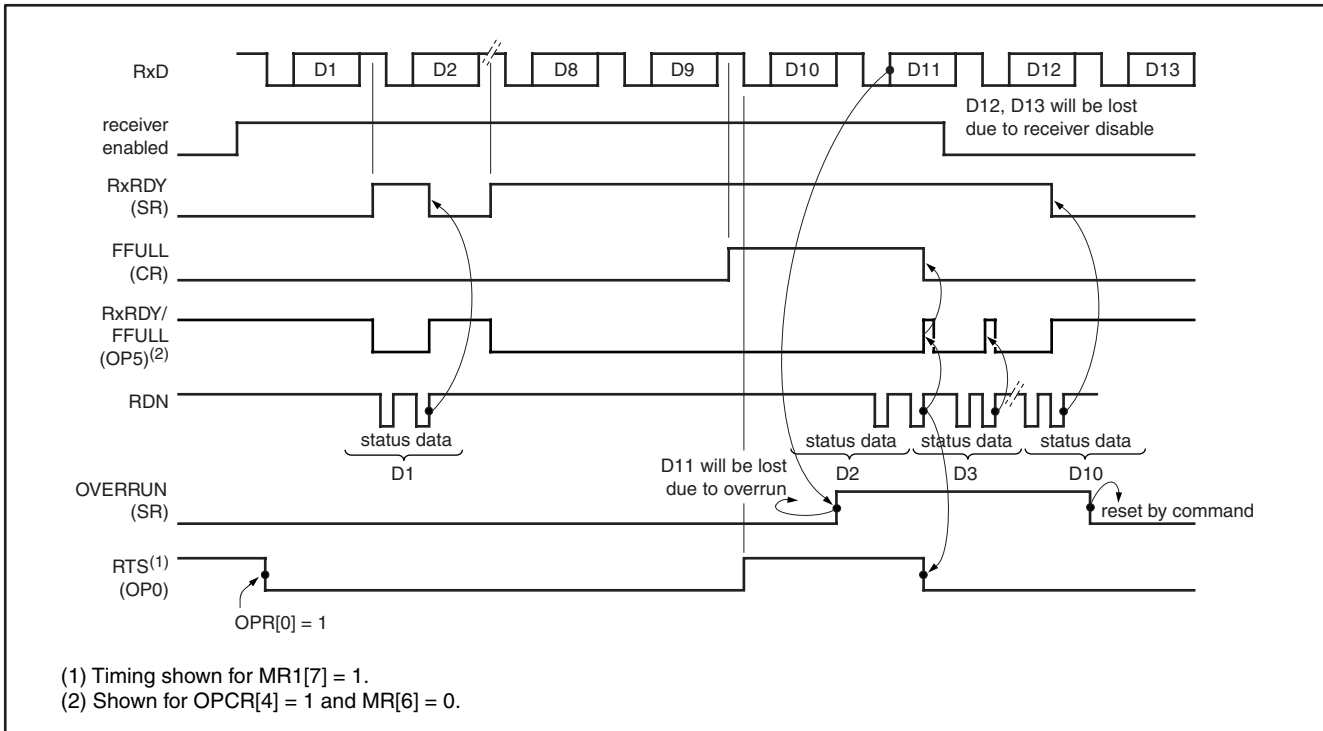 RxD
D1
D2
D8
D9
D10
D11
D12
D13
D12, D13 will be lost
due to receiver disable
receiver
enabled
RxRDY
(SR)
FFULL
(CR)
RxRDY/
FFULL
(OP5)(2)
RDN
status data
D1
status data
D2
status data
D3
status data
D10
D11 will be lost
due to overrun
OVERRUN
(SR)
reset by command
RTS(1)
(OP0)
OPR[0] = 1
(1) Timing shown for MR1[7] = 1.
(2) Shown for OPCR[4] = 1 and MR[6] = 0.